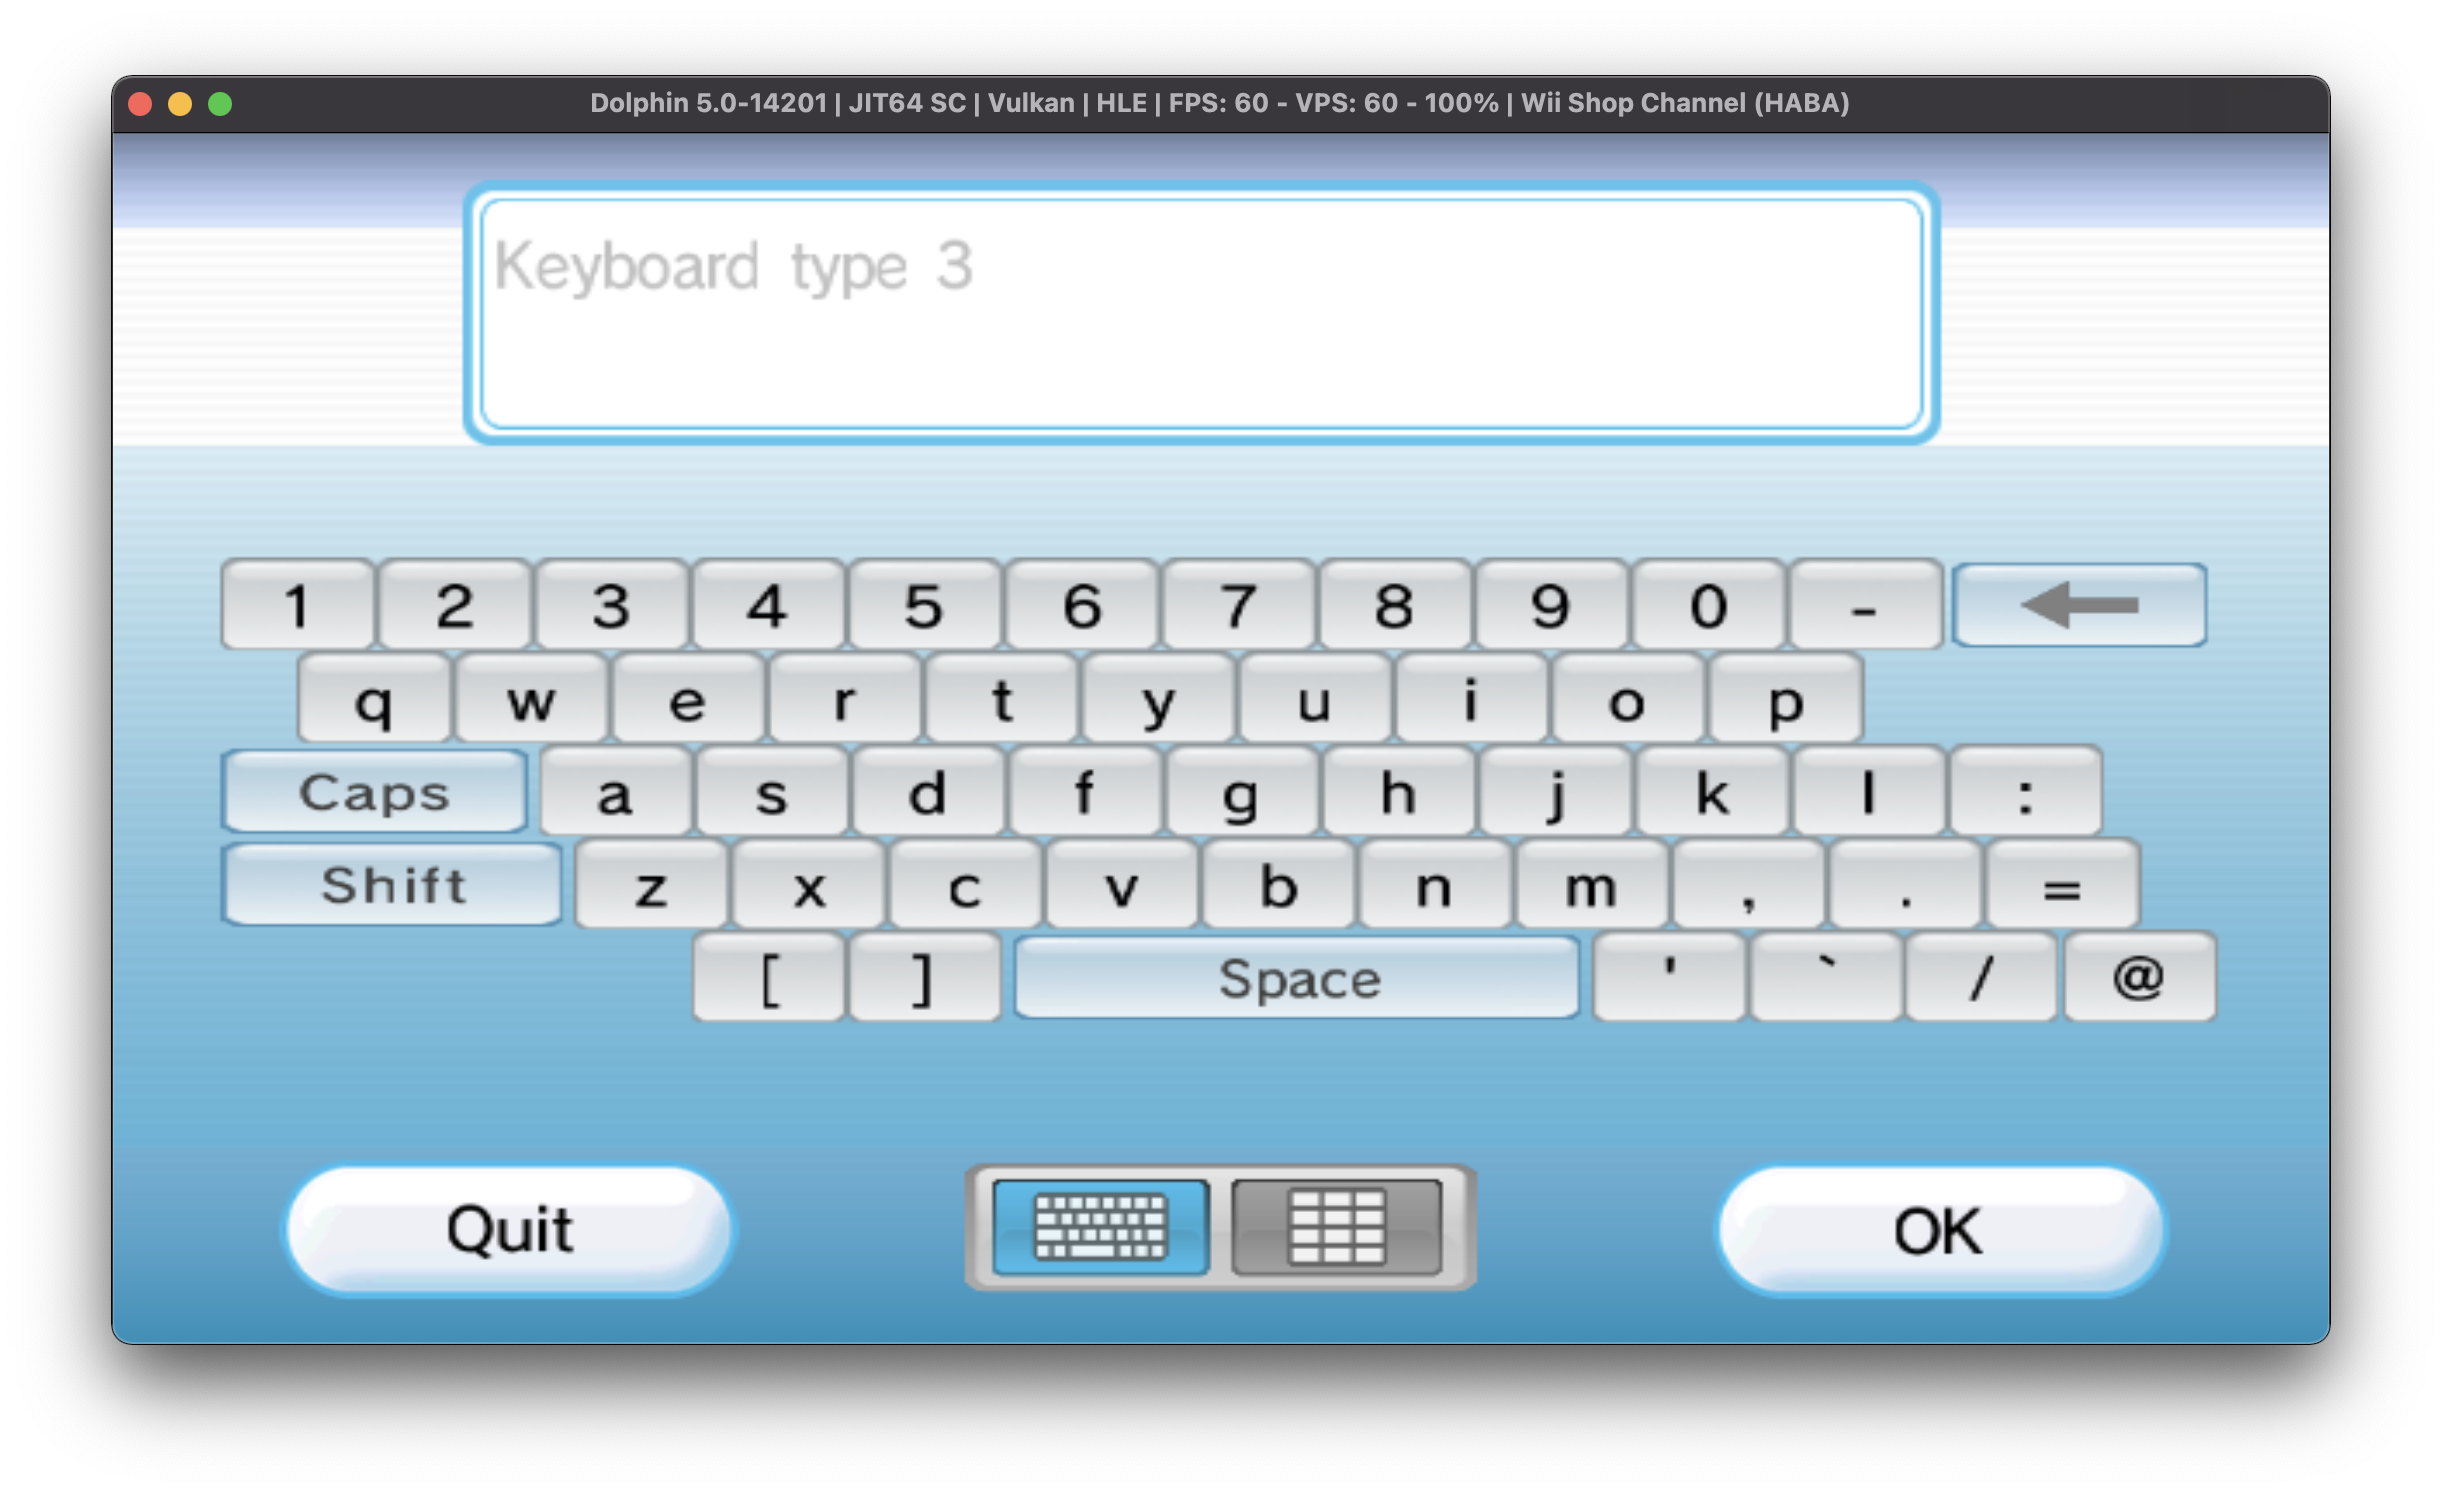 Dolphin 5.0-14201 | JIT64 SC | Vulkan | HLE | FPS: 60 - VPS: 60 - 100% | Wii Shop Channel (HABA)
Keyboard type 3
1 2 3 4 5 6 7 8 9 0 -
q w e r t y u i o p
Caps a s d f g h j k l :
Shift z x c v b n m , . =
[ ] Space ' ` / @
Quit OK